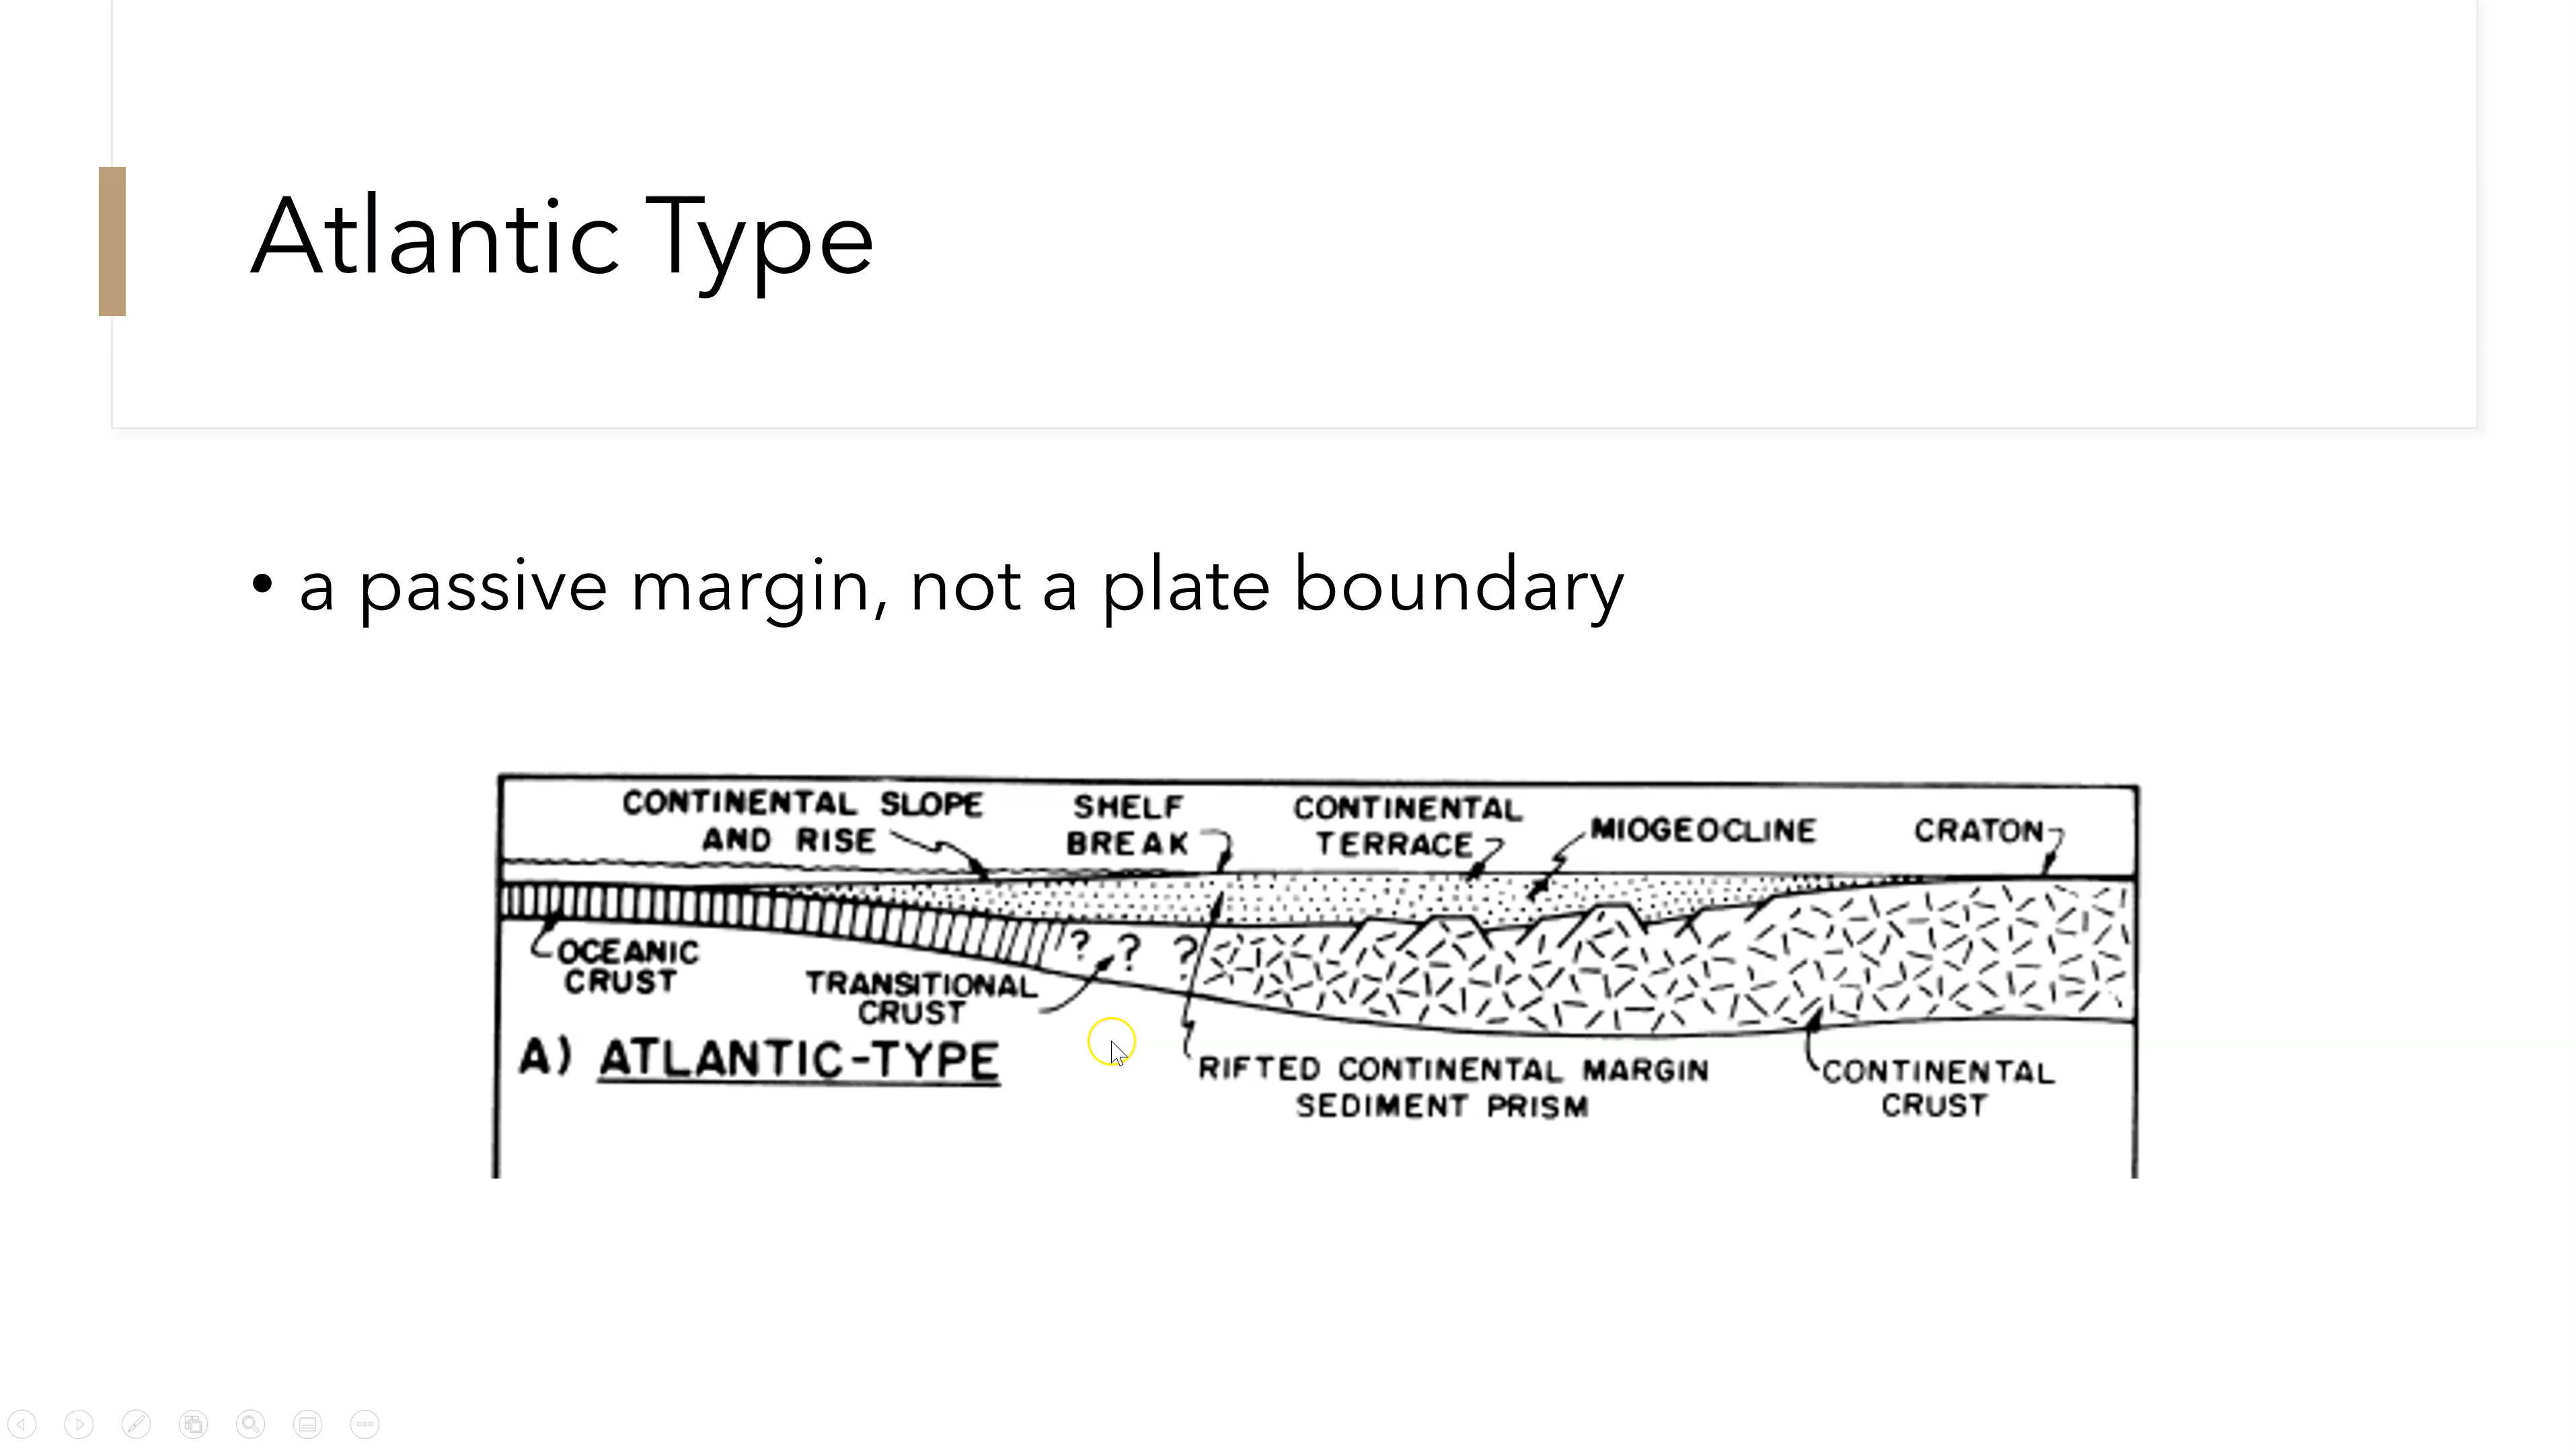 Atlantic Type
• a passive margin, not a plate boundary
CONTINENTAL SLOPE
AND RISE
SHELF
BREAK
CONTINENTAL
TERRACE
MIOGEOCLINE
CRATON
OCEANIC
CRUST
TRANSITIONAL
CRUST
? ? ?
A) ATLANTIC-TYPE
RIFTED CONTINENTAL MARGIN
SEDIMENT PRISM
CONTINENTAL
CRUST